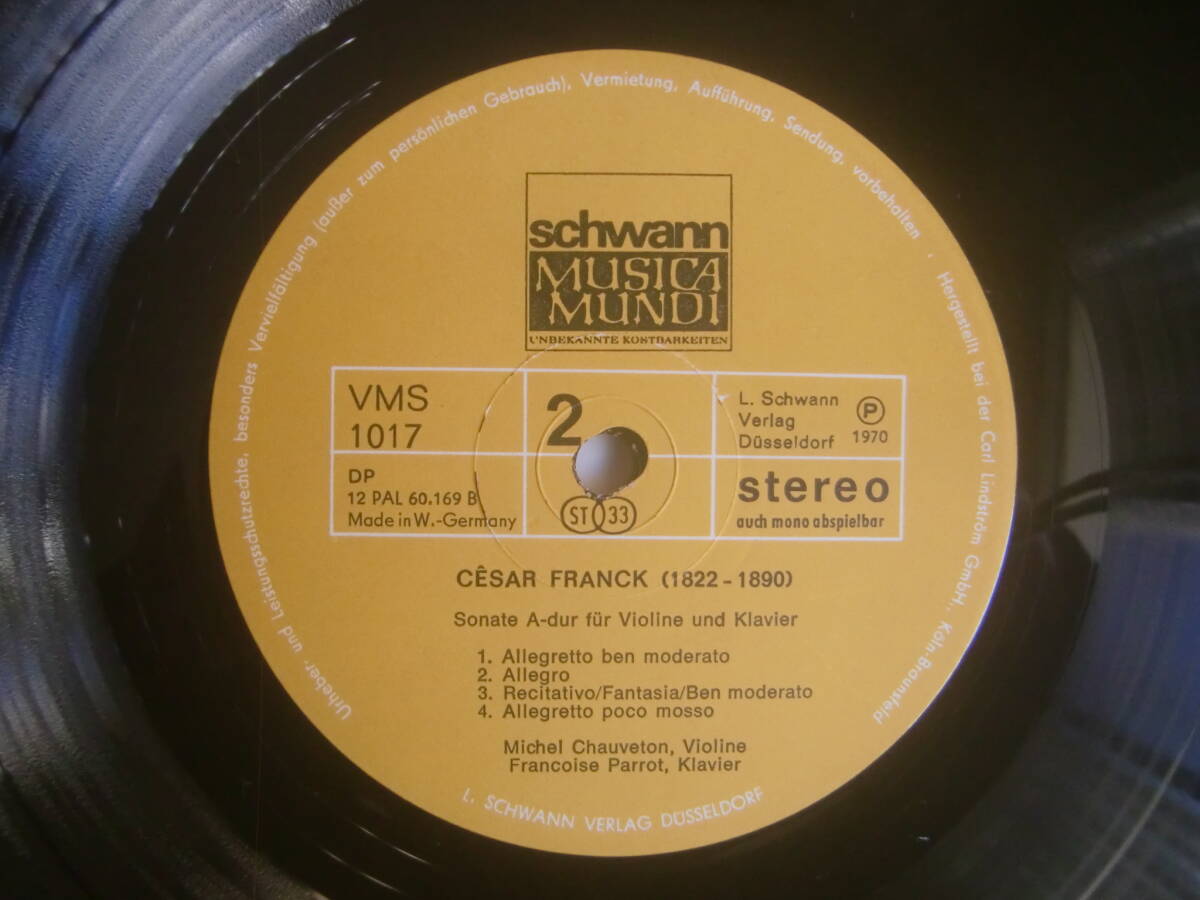 Urheber- und Leistungsschutzrechte, besonders Vervielfältigung (außer zum persönlichen Gebrauch), Vermietung, Aufführung, Sendung, vorbehalten · Hergestellt bei der Carl Lindström GmbH., Köln-Braunsfeld
schwann
MUSICA
MUNDI
UNBEKANNTE KOSTBARKEITEN
VMS
1017
2
L. Schwann
Verlag
Düsseldorf
P
1970
DP
12 PAL 60.169 B
Made in W.-Germany
ST 33
stereo
auch mono abspielbar
CÊSAR FRANCK (1822 - 1890)
Sonate A-dur für Violine und Klavier
1. Allegretto ben moderato
2. Allegro
3. Recitativo/Fantasia/Ben moderato
4. Allegretto poco mosso
Michel Chauveton, Violine
Francoise Parrot, Klavier
L. SCHWANN VERLAG DÜSSELDORF